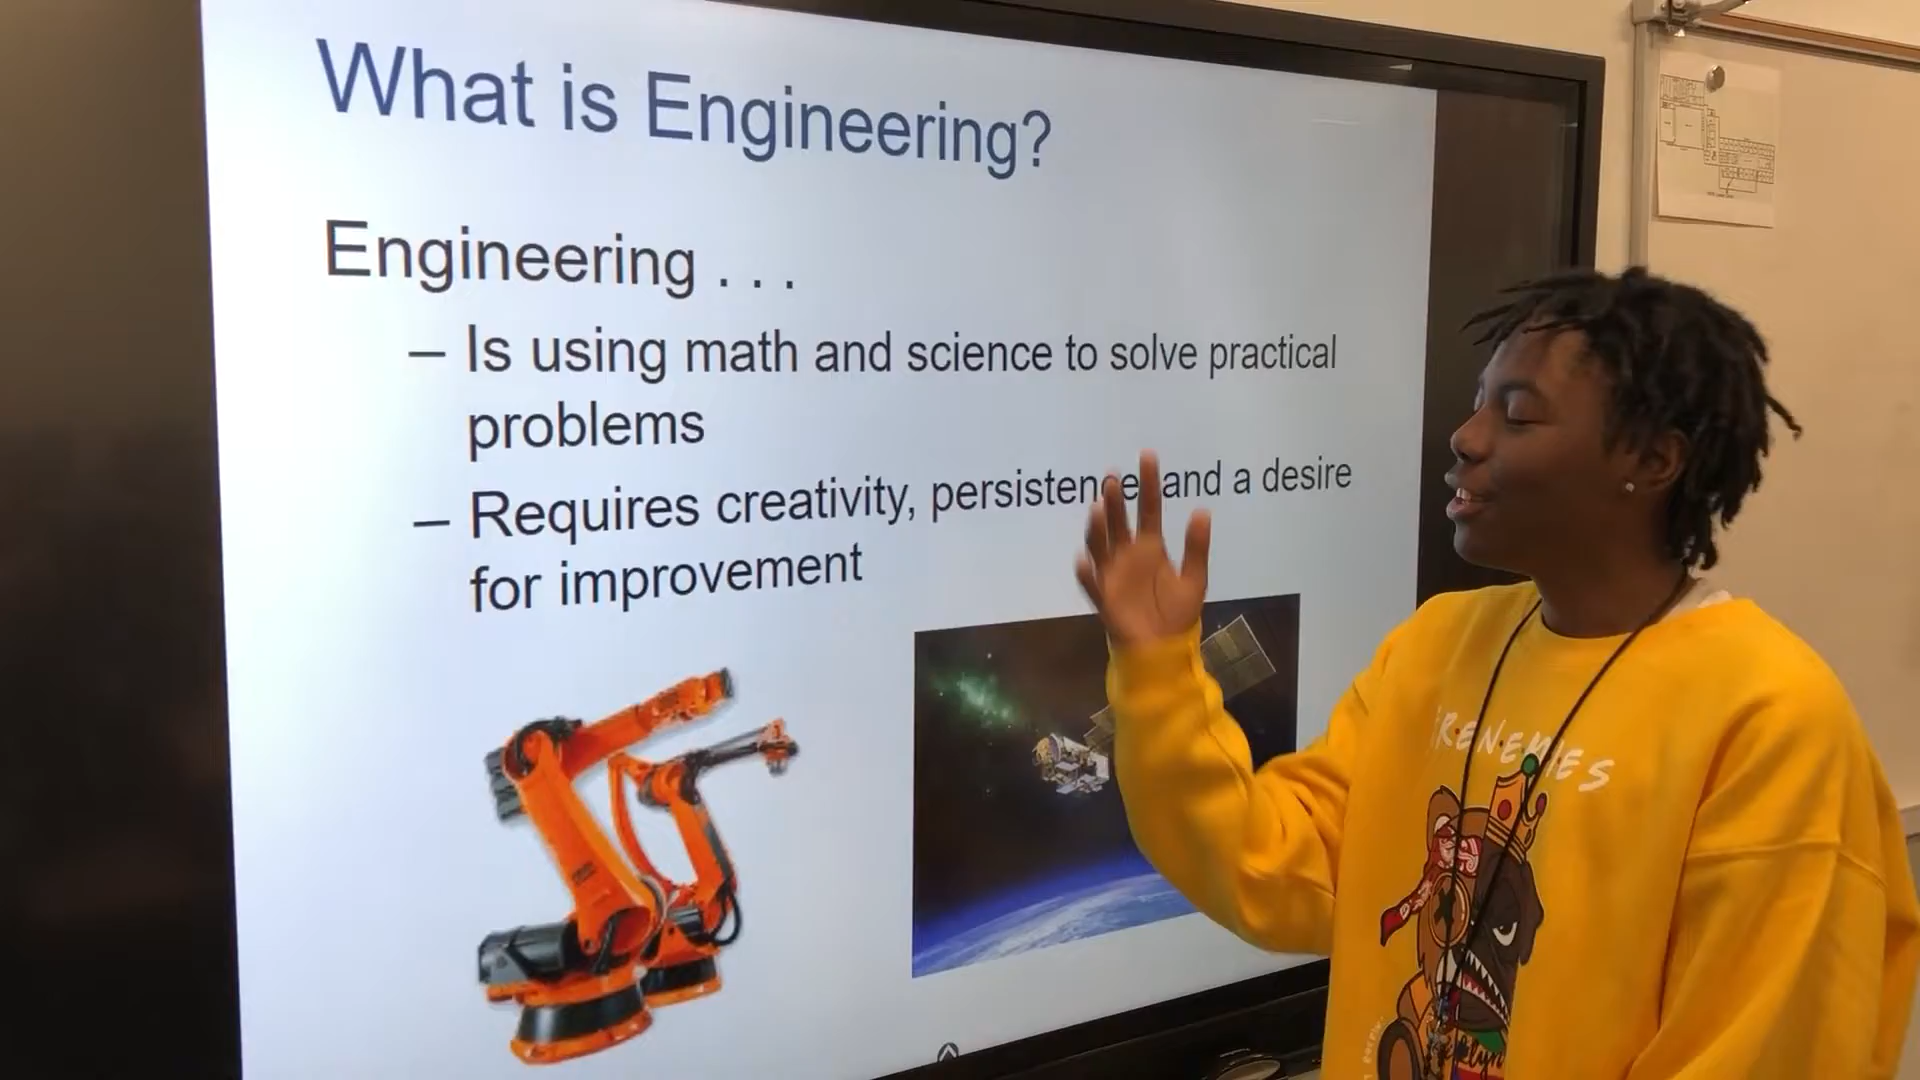 What is Engineering?
Engineering . . .
– Is using math and science to solve practical
problems
– Requires creativity, persistence, and a desire
for improvement
FRENEMIES